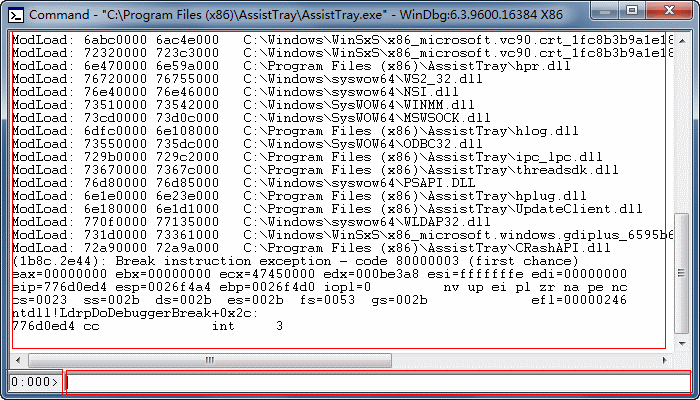 Command - "C:\Program Files (x86)\AssistTray\AssistTray.exe" - WinDbg:6.3.9600.16384 X86
ModLoad: 6abc0000 6ac4e000 C:\Windows\WinSxS\x86_microsoft.vc90.crt_1fc8b3b9a1e18
ModLoad: 72320000 723c3000 C:\Windows\WinSxS\x86_microsoft.vc90.crt_1fc8b3b9a1e18
ModLoad: 6e470000 6e59a000 C:\Program Files (x86)\AssistTray\hpr.dll
ModLoad: 76720000 76755000 C:\Windows\syswow64\WS2_32.dll
ModLoad: 76e40000 76e46000 C:\Windows\syswow64\NSI.dll
ModLoad: 73510000 73542000 C:\Windows\SysWOW64\WINMM.dll
ModLoad: 73cd0000 73d0c000 C:\Windows\SysWOW64\MSWSOCK.dll
ModLoad: 6dfc0000 6e108000 C:\Program Files (x86)\AssistTray\hlog.dll
ModLoad: 73550000 735dc000 C:\Windows\SysWOW64\ODBC32.dll
ModLoad: 729b0000 729c2000 C:\Program Files (x86)\AssistTray\ipc_lpc.dll
ModLoad: 73670000 7367c000 C:\Program Files (x86)\AssistTray\threadsdk.dll
ModLoad: 76d80000 76d85000 C:\Windows\syswow64\PSAPI.DLL
ModLoad: 6e1e0000 6e23e000 C:\Program Files (x86)\AssistTray\hplug.dll
ModLoad: 6e180000 6e1d1000 C:\Program Files (x86)\AssistTray\UpdateClient.dll
ModLoad: 770f0000 77135000 C:\Windows\syswow64\WLDAP32.dll
ModLoad: 731d0000 73361000 C:\Windows\WinSxS\x86_microsoft.windows.gdiplus_6595b6
ModLoad: 72a90000 72a9a000 C:\Program Files (x86)\AssistTray\CRashAPI.dll
(1b8c.2e44): Break instruction exception - code 80000003 (first chance)
eax=00000000 ebx=00000000 ecx=47450000 edx=000be3a8 esi=fffffffe edi=00000000
eip=776d0ed4 esp=0026f4a4 ebp=0026f4d0 iopl=0 nv up ei pl zr na pe nc
cs=0023 ss=002b ds=002b es=002b fs=0053 gs=002b efl=00000246
ntdll!LdrpDoDebuggerBreak+0x2c:
776d0ed4 cc int 3
0:000>